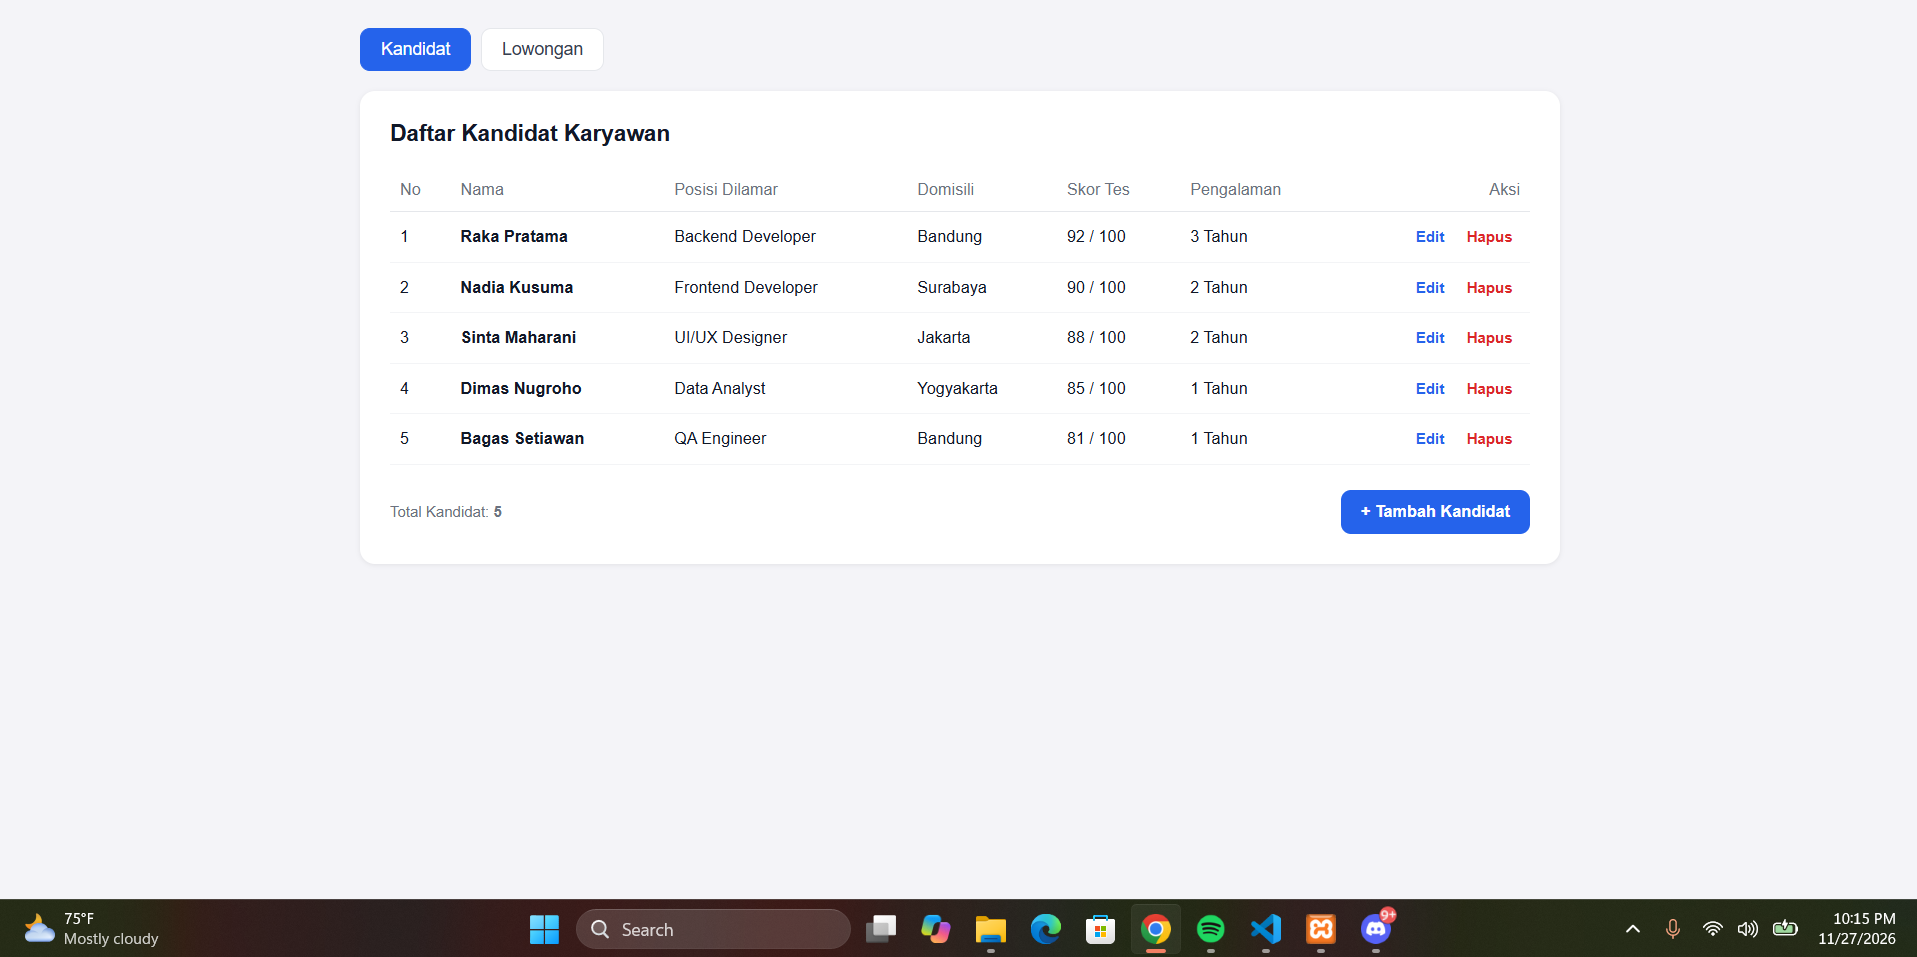 Kandidat Lowongan
Daftar Kandidat Karyawan
No Nama Posisi Dilamar Domisili Skor Tes Pengalaman Aksi
1 Raka Pratama Backend Developer Bandung 92 / 100 3 Tahun Edit Hapus
2 Nadia Kusuma Frontend Developer Surabaya 90 / 100 2 Tahun Edit Hapus
3 Sinta Maharani UI/UX Designer Jakarta 88 / 100 2 Tahun Edit Hapus
4 Dimas Nugroho Data Analyst Yogyakarta 85 / 100 1 Tahun Edit Hapus
5 Bagas Setiawan QA Engineer Bandung 81 / 100 1 Tahun Edit Hapus
Total Kandidat: 5 + Tambah Kandidat
75°F
Mostly cloudy
Search
9+
10:15 PM
11/27/2026